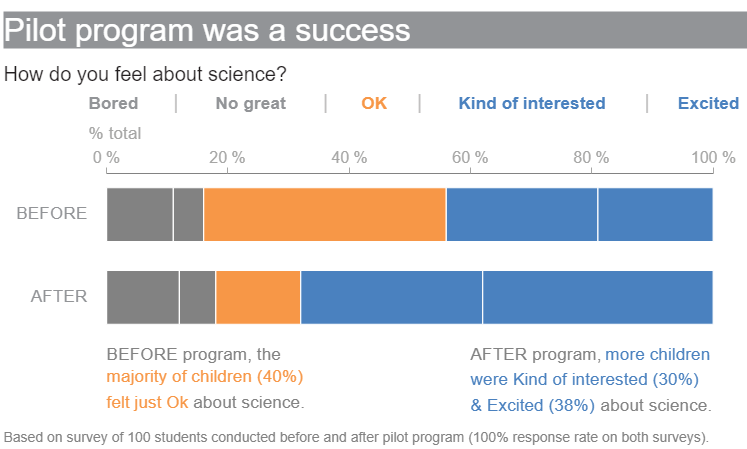 Pilot program was a success
How do you feel about science?
Bored | No great | OK | Kind of interested | Excited
% total
0 % 20 % 40 % 60 % 80 % 100 %
BEFORE
AFTER
BEFORE program, the
majority of children (40%)
felt just Ok about science.
AFTER program, more children
were Kind of interested (30%)
& Excited (38%) about science.
Based on survey of 100 students conducted before and after pilot program (100% response rate on both surveys).